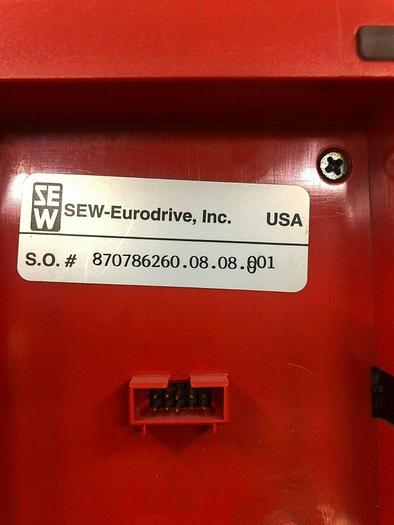 SEW
SEW-Eurodrive, Inc. USA
S.O. # 870786260.08.08.001